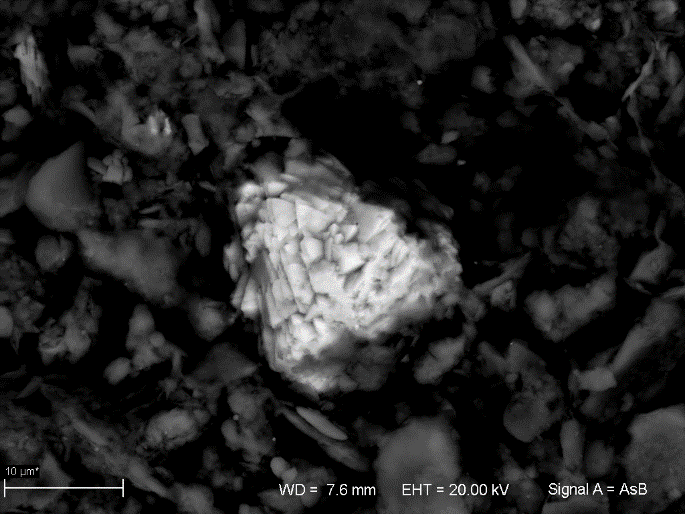 10 µm*
WD = 7.6 mm EHT = 20.00 kV Signal A = AsB